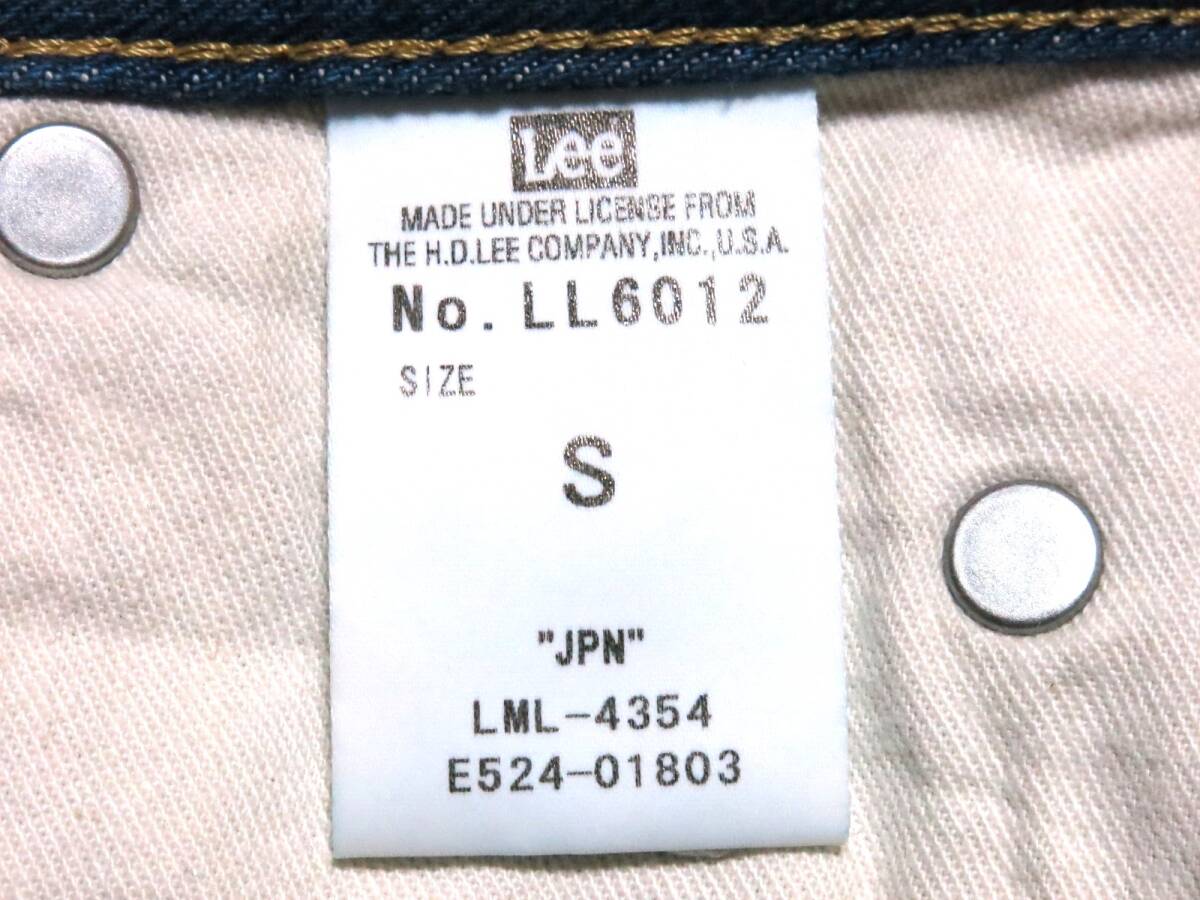 Lee
MADE UNDER LICENSE FROM
THE H.D.LEE COMPANY,INC.,U.S.A.
No. LL6012
SIZE
S
"JPN"
LML-4354
E524-01803